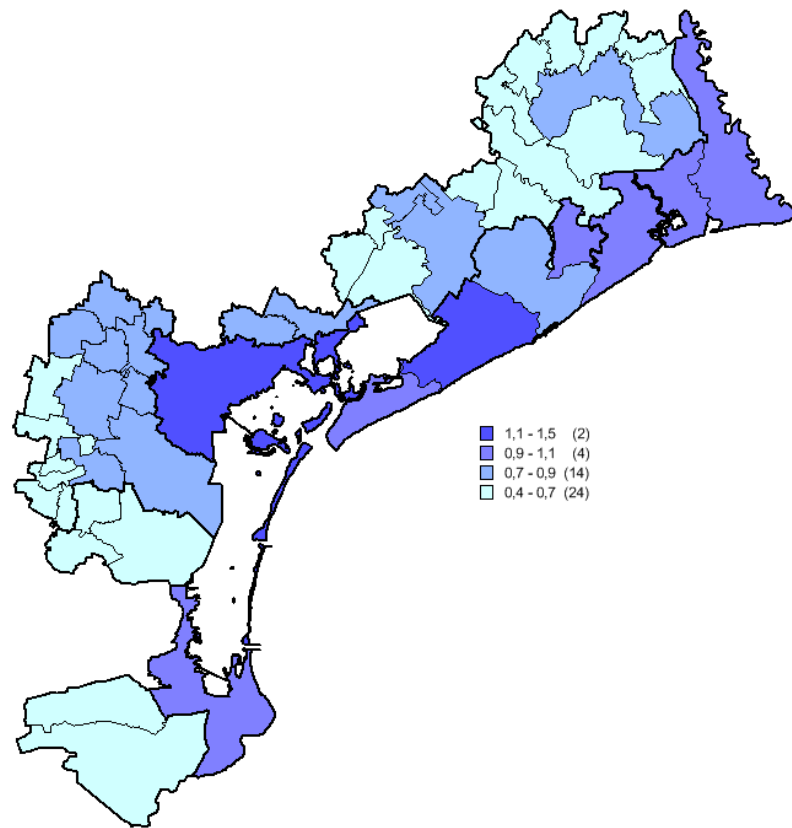 1,1 - 1,5 (2)
0,9 - 1,1 (4)
0,7 - 0,9 (14)
0,4 - 0,7 (24)